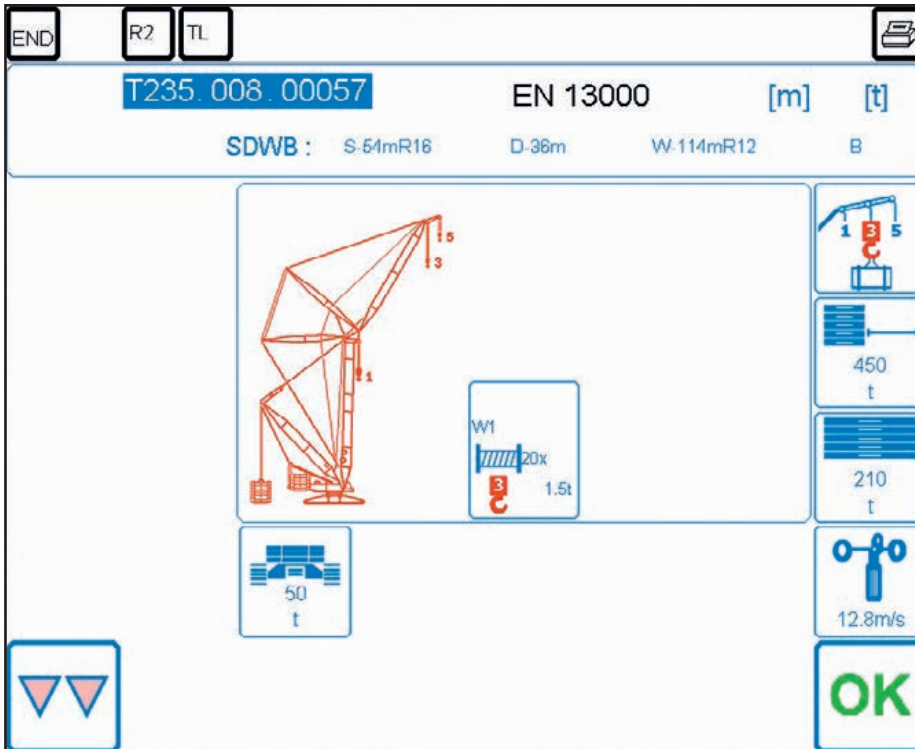 END R2 TL
T235.008.00057 EN 13000 [m] [t]
SDWB : S-54mR16 D-36m W-114mR12 B
5
3
1
1 3 5
450
t
W1
20x
3
1.5t
210
t
50
t
12.8m/s
OK